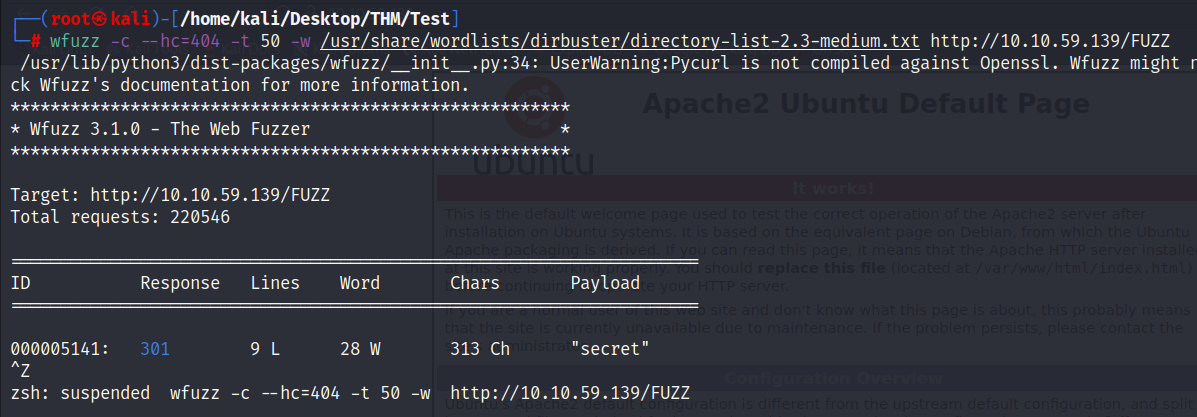 ┌──(root㉿kali)-[/home/kali/Desktop/THM/Test]
└─# wfuzz -c --hc=404 -t 50 -w /usr/share/wordlists/dirbuster/directory-list-2.3-medium.txt http://10.10.59.139/FUZZ
/usr/lib/python3/dist-packages/wfuzz/__init__.py:34: UserWarning:Pycurl is not compiled against Openssl. Wfuzz might n
ck Wfuzz's documentation for more information.
********************************************************
* Wfuzz 3.1.0 - The Web Fuzzer                         *
********************************************************
Apache2 Ubuntu Default Page
ubuntu
Target: http://10.10.59.139/FUZZ
It works!
Total requests: 220546
This is the default welcome page used to test the correct operation of the Apache2 server after
installation on Ubuntu systems. It is based on the equivalent page on Debian, from which the Ubuntu
Apache packaging is derived. If you can read this page, it means that the Apache HTTP server installe
at this site is working properly. You should replace this file (located at /var/www/html/index.html)
your HTTP server.
=====================================================================
ID           Response   Lines    Word       Chars       Payload
=====================================================================
If you are a normal user of this web site and don't know what this page is about, this probably means
that the site is currently unavailable due to maintenance. If the problem persists, please contact the
000005141:   301        9 L      28 W       313 Ch      "secret"
^Z
zsh: suspended  wfuzz -c --hc=404 -t 50 -w  http://10.10.59.139/FUZZ
Configuration Overview
Ubuntu's Apache2 default configuration is different from the upstream default configuration, and split